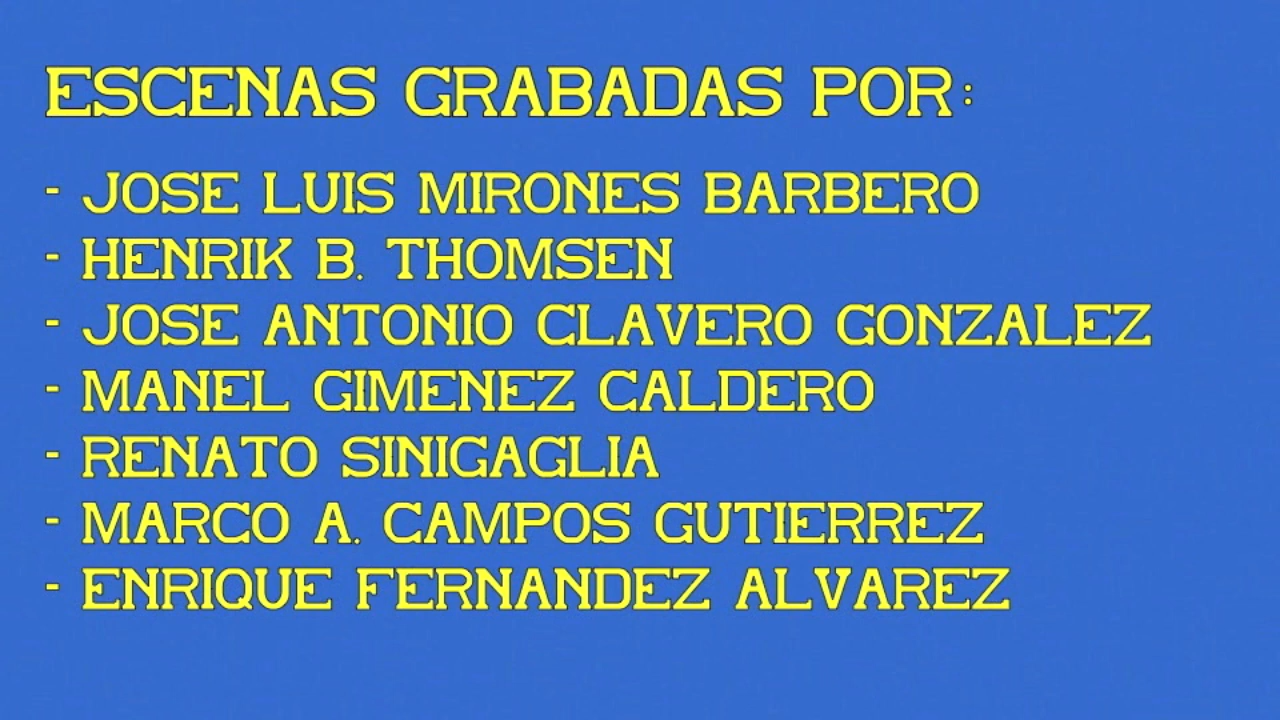 ESCENAS GRABADAS POR:
- JOSE LUIS MIRONES BARBERO
- HENRIK B. THOMSEN
- JOSE ANTONIO CLAVERO GONZALEZ
- MANEL GIMENEZ CALDERO
- RENATO SINIGAGLIA
- MARCO A. CAMPOS GUTIERREZ
- ENRIQUE FERNANDEZ ALVAREZ